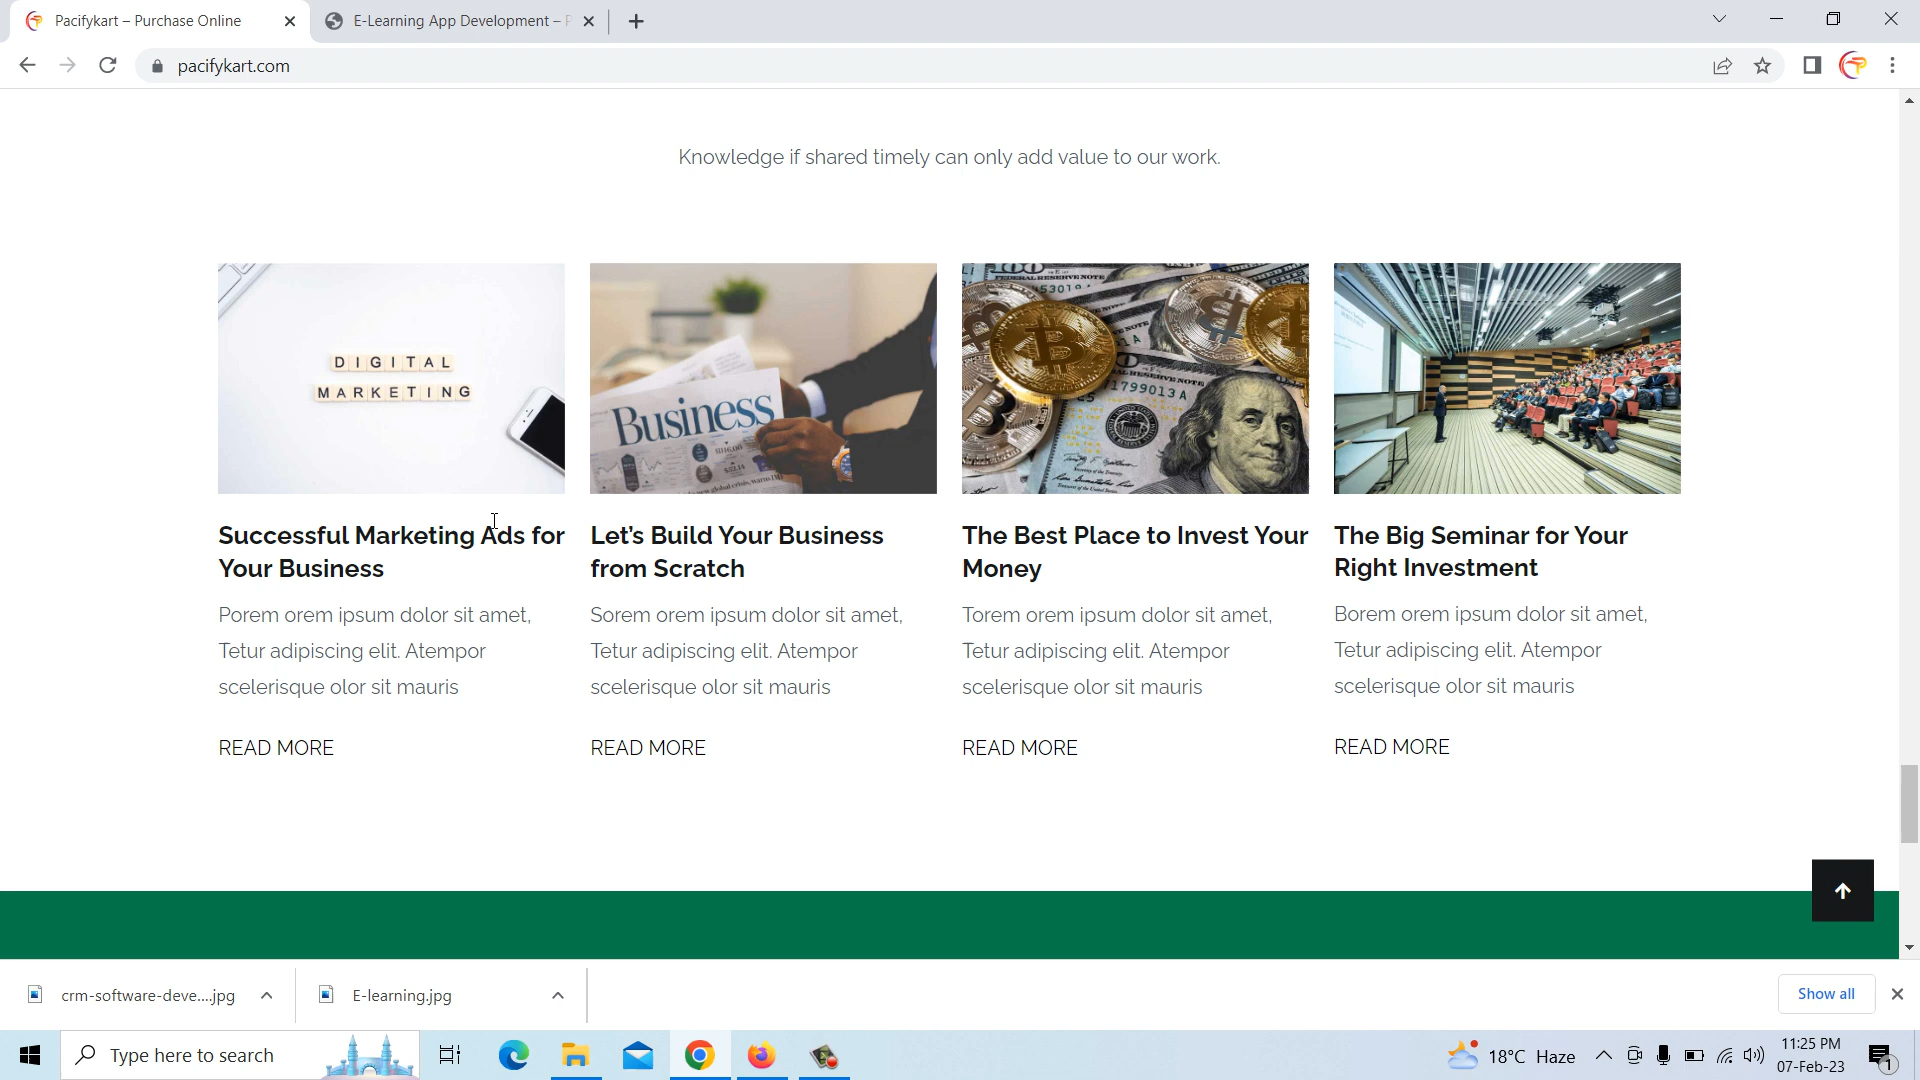 Pacifykart – Purchase Online
E-Learning App Development –
pacifykart.com
Knowledge if shared timely can only add value to our work.
DIGITAL
MARKETING
Business
100
FEDERAL RESERVE NOTE
1799013 A
Successful Marketing Ads for
Your Business
Porem orem ipsum dolor sit amet,
Tetur adipiscing elit. Atempor
scelerisque olor sit mauris
READ MORE
Let's Build Your Business
from Scratch
Sorem orem ipsum dolor sit amet,
Tetur adipiscing elit. Atempor
scelerisque olor sit mauris
READ MORE
The Best Place to Invest Your
Money
Torem orem ipsum dolor sit amet,
Tetur adipiscing elit. Atempor
scelerisque olor sit mauris
READ MORE
The Big Seminar for Your
Right Investment
Borem orem ipsum dolor sit amet,
Tetur adipiscing elit. Atempor
scelerisque olor sit mauris
READ MORE
crm-software-deve....jpg
E-learning.jpg
Show all
Type here to search
18°C Haze
11:25 PM
07-Feb-23
1